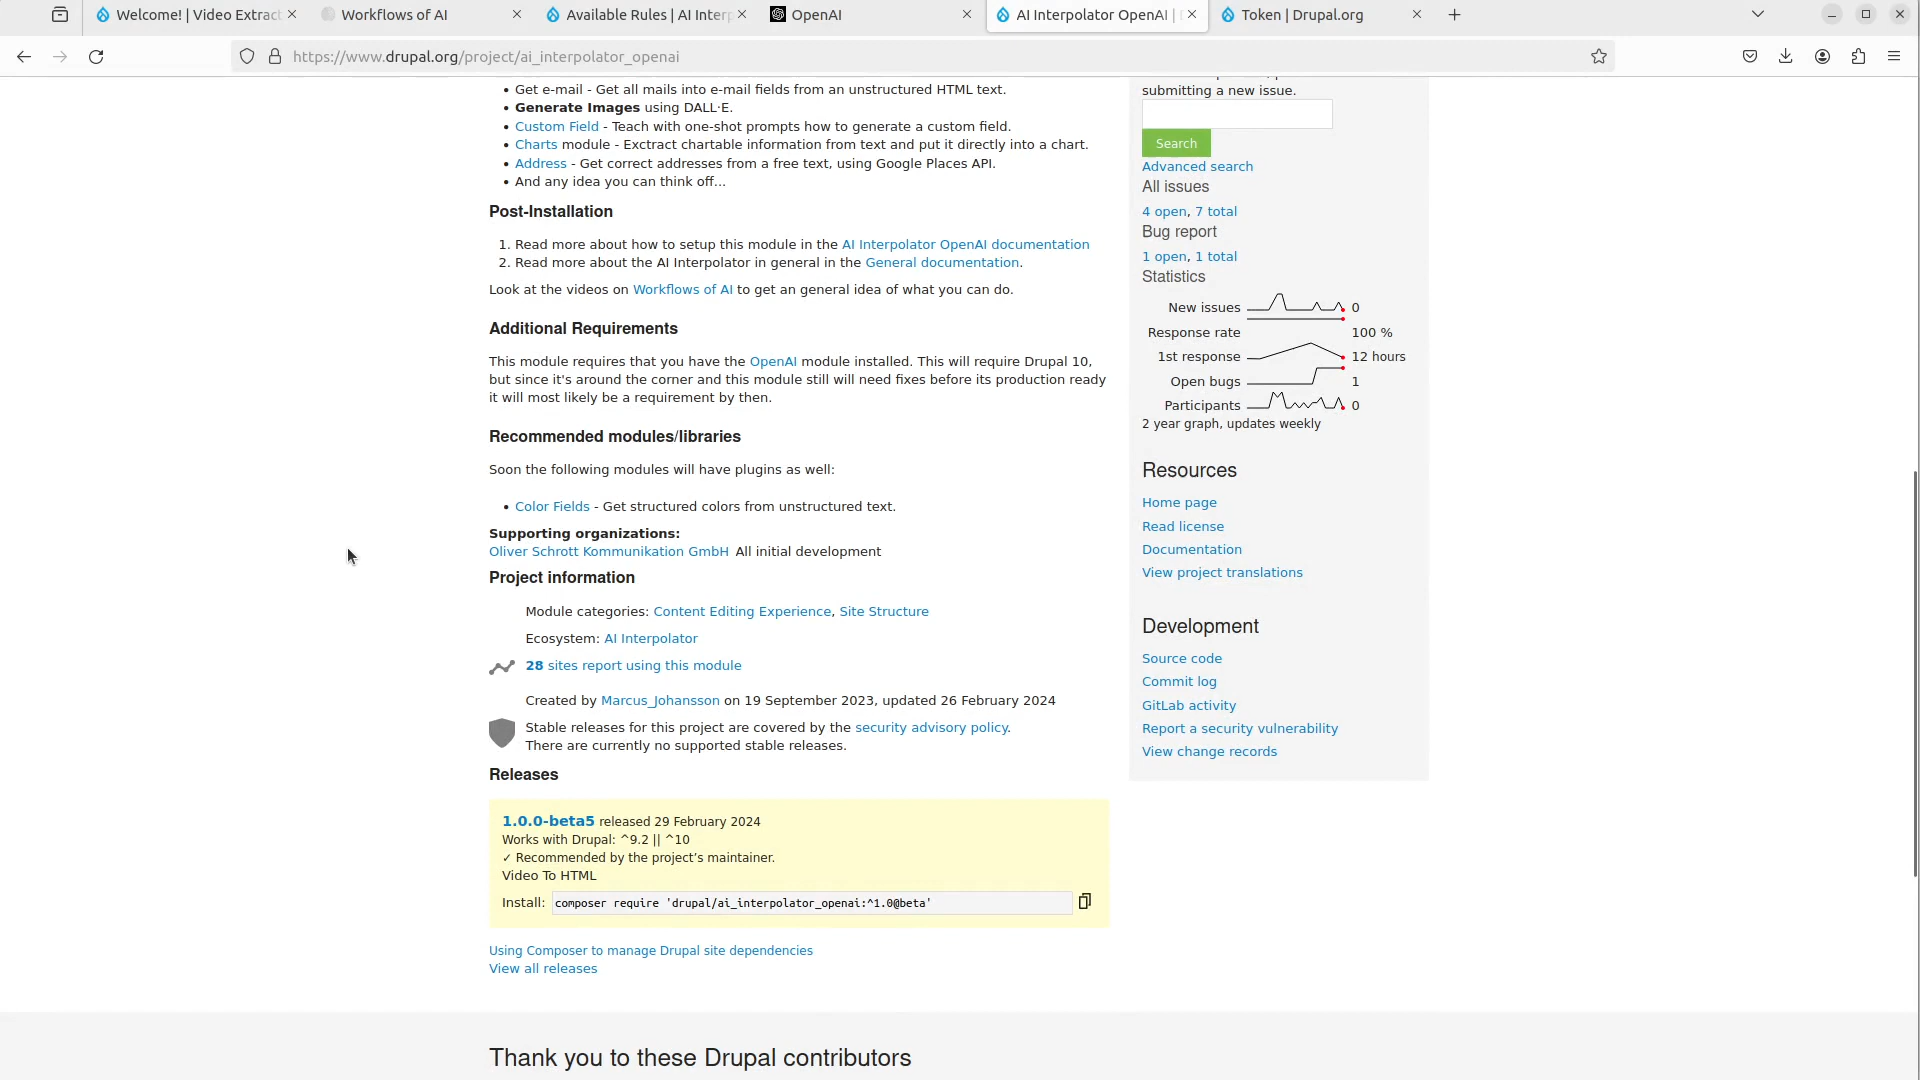 Welcome! | Video Extract
Workflows of AI
Available Rules | AI Interp
OpenAI
AI Interpolator OpenAI |
Token | Drupal.org
https://www.drupal.org/project/ai_interpolator_openai
• Get e-mail - Get all mails into e-mail fields from an unstructured HTML text.
• Generate Images using DALL·E.
• Custom Field - Teach with one-shot prompts how to generate a custom field.
• Charts module - Exctract chartable information from text and put it directly into a chart.
• Address - Get correct addresses from a free text, using Google Places API.
• And any idea you can think off...
Post-Installation
1. Read more about how to setup this module in the AI Interpolator OpenAI documentation
2. Read more about the AI Interpolator in general in the General documentation.
Look at the videos on Workflows of AI to get an general idea of what you can do.
Additional Requirements
This module requires that you have the OpenAI module installed. This will require Drupal 10,
but since it's around the corner and this module still will need fixes before its production ready
it will most likely be a requirement by then.
Recommended modules/libraries
Soon the following modules will have plugins as well:
• Color Fields - Get structured colors from unstructured text.
Supporting organizations:
Oliver Schrott Kommunikation GmbH All initial development
Project information
Module categories: Content Editing Experience, Site Structure
Ecosystem: AI Interpolator
28 sites report using this module
Created by Marcus_Johansson on 19 September 2023, updated 26 February 2024
Stable releases for this project are covered by the security advisory policy.
There are currently no supported stable releases.
Releases
1.0.0-beta5 released 29 February 2024
Works with Drupal: ^9.2 || ^10
✓ Recommended by the project's maintainer.
Video To HTML
Install: composer require 'drupal/ai_interpolator_openai:^1.0@beta'
Using Composer to manage Drupal site dependencies
View all releases
submitting a new issue.
Search
Advanced search
All issues
4 open, 7 total
Bug report
1 open, 1 total
Statistics
New issues 0
Response rate 100 %
1st response 12 hours
Open bugs 1
Participants 0
2 year graph, updates weekly
Resources
Home page
Read license
Documentation
View project translations
Development
Source code
Commit log
GitLab activity
Report a security vulnerability
View change records
Thank you to these Drupal contributors